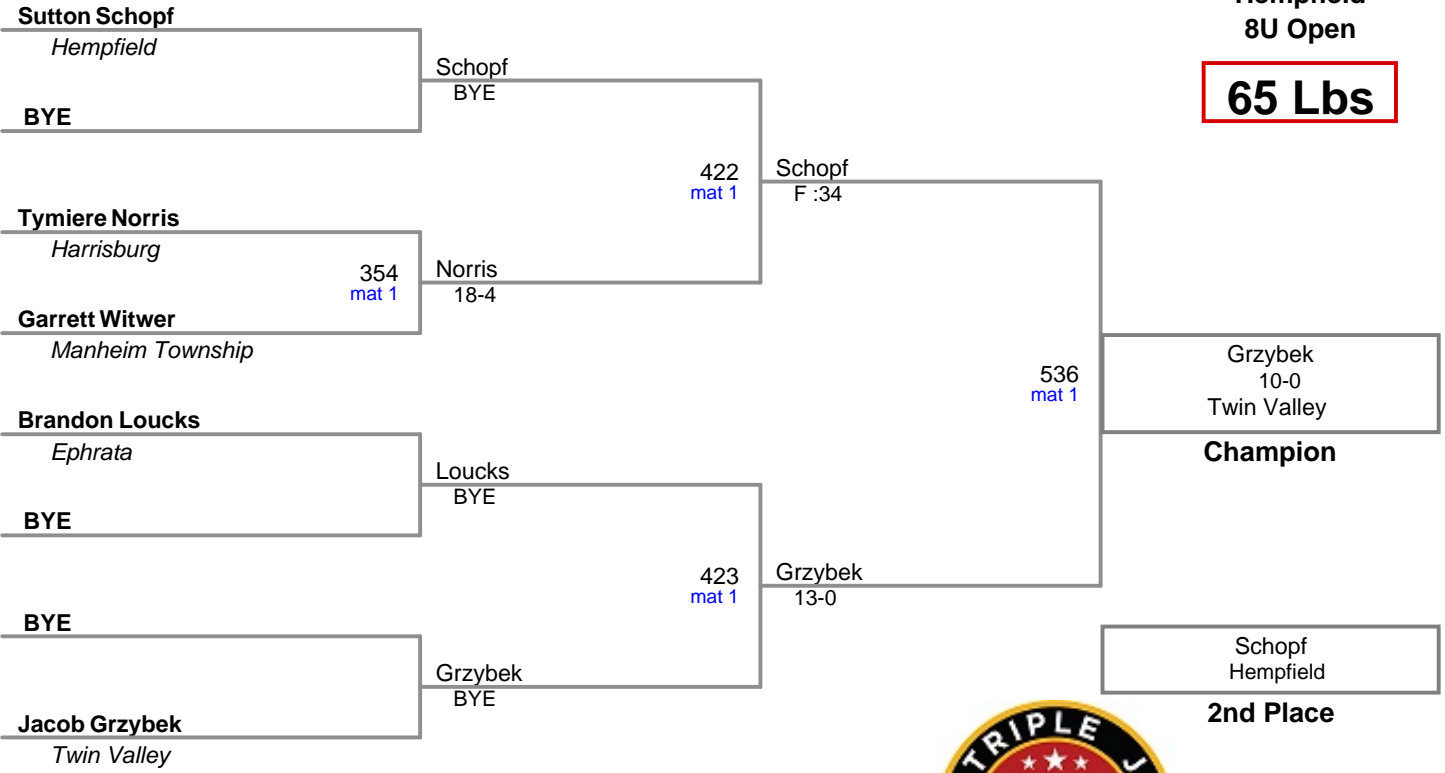 Hempfield
8U Open
65 Lbs
Sutton Schopf
Hempfield
BYE
Schopf
BYE
Tymiere Norris
Harrisburg
354
mat 1
Garrett Witwer
Manheim Township
Norris
18-4
422
mat 1
Schopf
F :34
Brandon Loucks
Ephrata
BYE
Loucks
BYE
BYE
Jacob Grzybek
Twin Valley
Grzybek
BYE
423
mat 1
Grzybek
13-0
536
mat 1
Grzybek
10-0
Twin Valley
Champion
Schopf
Hempfield
2nd Place
TRIPLE J